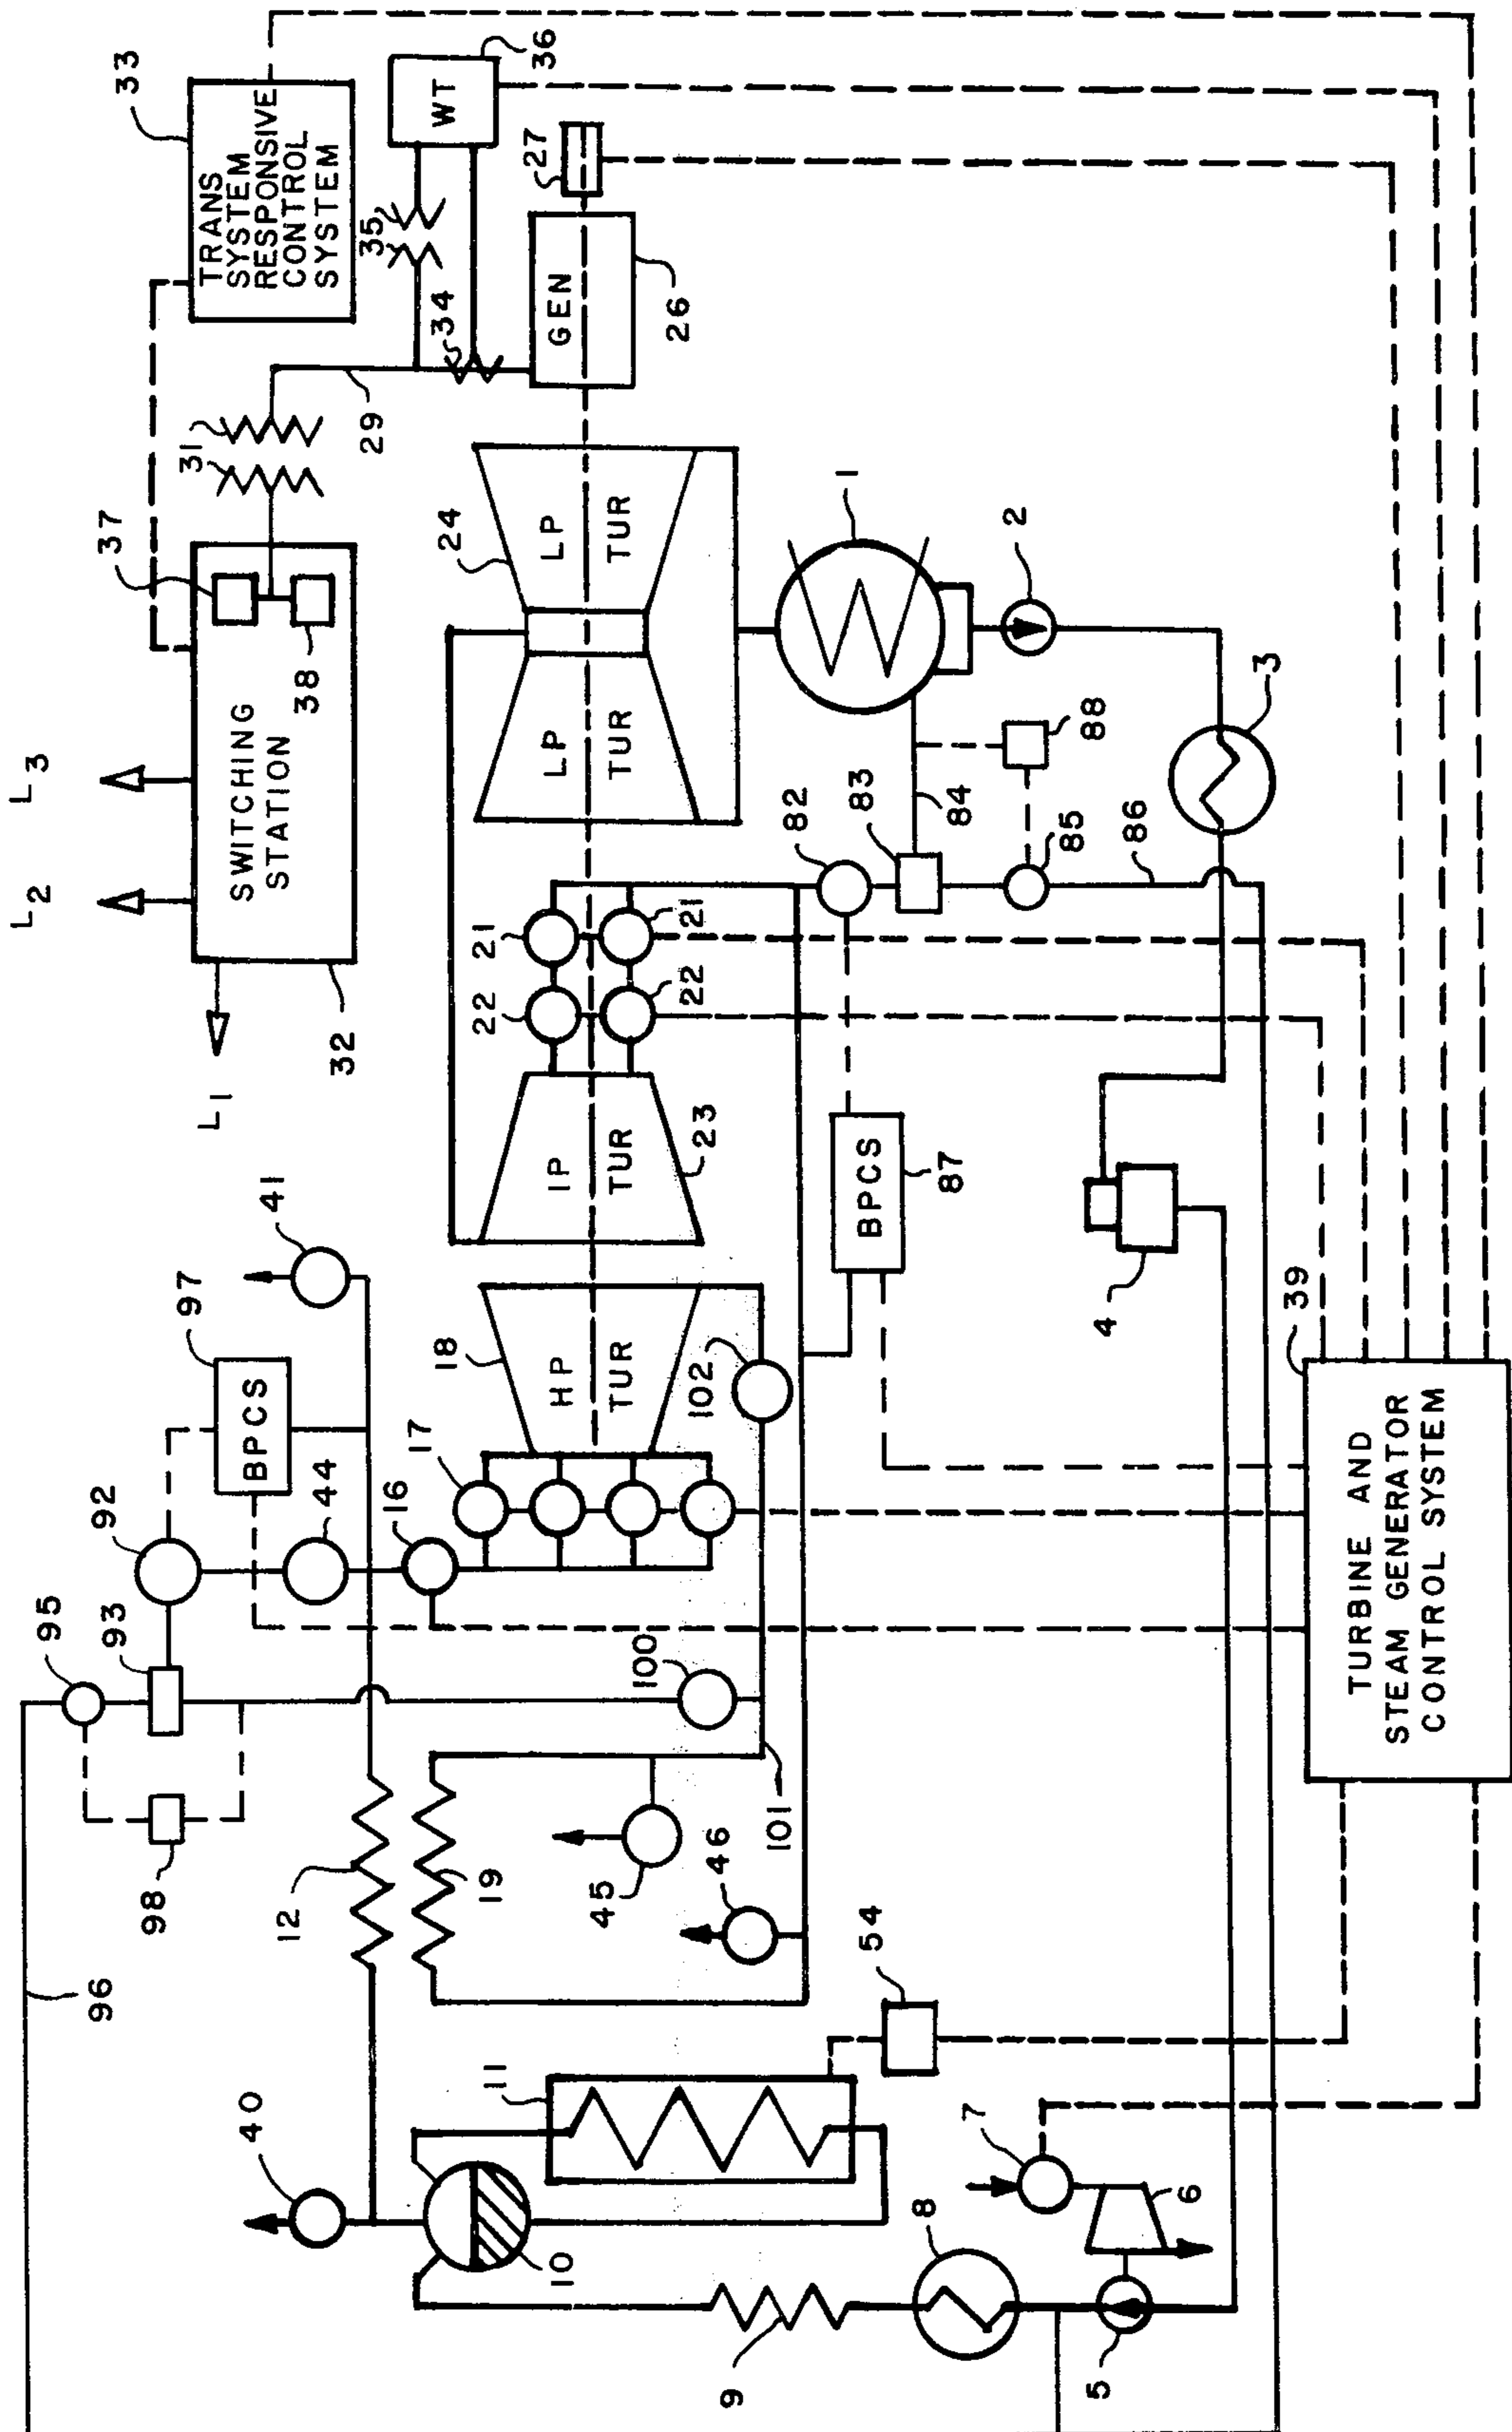 L3
L2
L1
33
TRANS
SYSTEM
RESPONSIVE
CONTROL
SYSTEM
36
WT
37
31
35
34
27
GEN
26
29
38
SWITCHING
STATION
32
24
LP
TUR
LP
TUR
1
2
3
82
83
84
85
86
88
21
21
22
22
IP
TUR
23
BPCS
87
4
41
97
BPCS
92
44
16
17
18
HP
TUR
102
95
93
98
96
100
101
12
19
45
46
54
40
11
10
9
8
7
6
5
39
TURBINE AND
STEAM GENERATOR
CONTROL SYSTEM